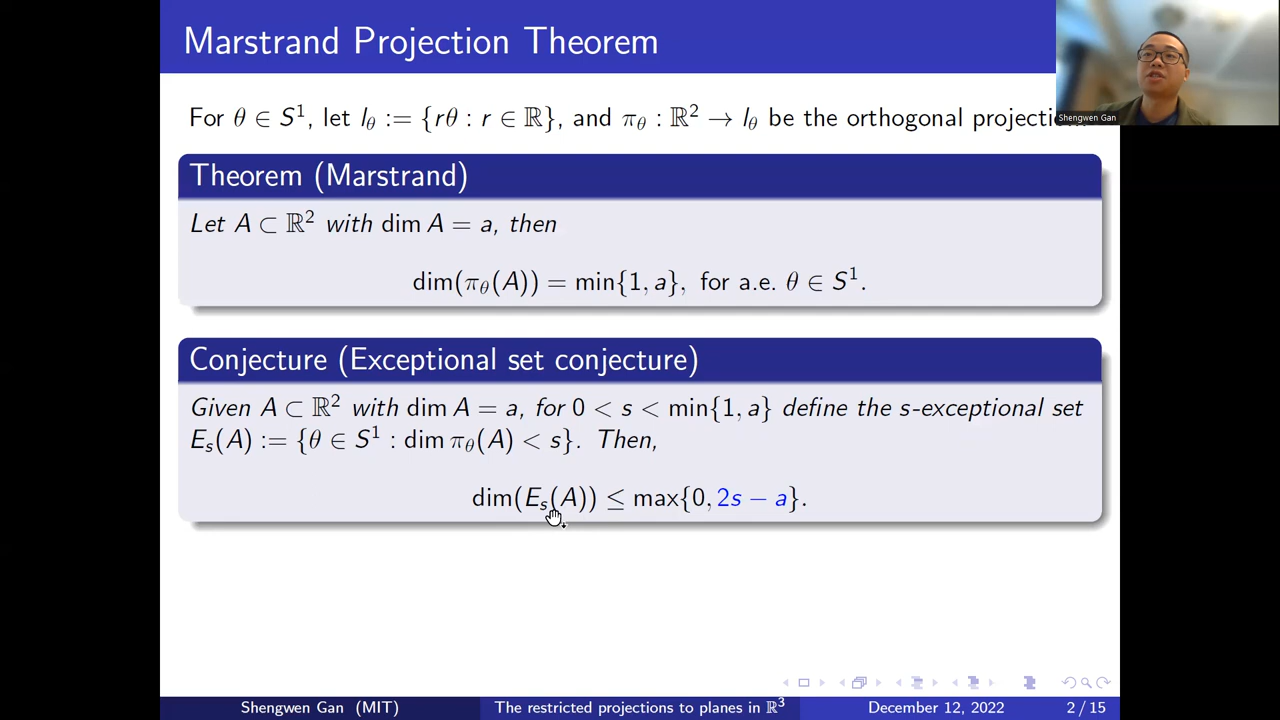 Marstrand Projection Theorem
For θ ∈ S¹, let l_θ := {rθ : r ∈ ℝ}, and π_θ : ℝ² → l_θ be the orthogonal
Shengwen Gan
Theorem (Marstrand)
Let A ⊂ ℝ² with dim A = a, then
dim(π_θ(A)) = min{1, a}, for a.e. θ ∈ S¹.
Conjecture (Exceptional set conjecture)
Given A ⊂ ℝ² with dim A = a, for 0 < s < min{1, a} define the s-exceptional set
E_s(A) := {θ ∈ S¹ : dim π_θ(A) < s}. Then,
dim(E_s(A)) ≤ max{0, 2s − a}.
Shengwen Gan (MIT) The restricted projections to planes in ℝ³ December 12, 2022 2 / 15